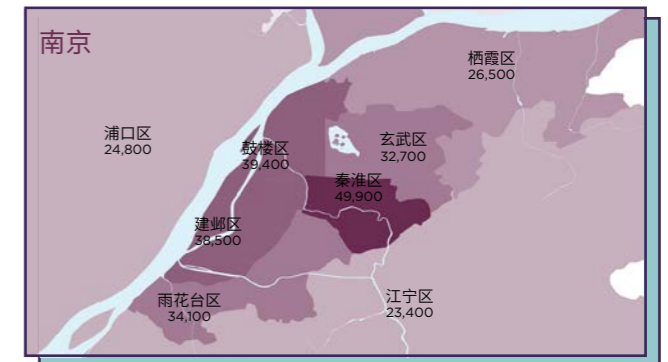 南京
栖霞区
26,500
浦口区
24,800
鼓楼区
39,400
玄武区
32,700
秦淮区
49,900
建邺区
38,500
雨花台区
34,100
江宁区
23,400